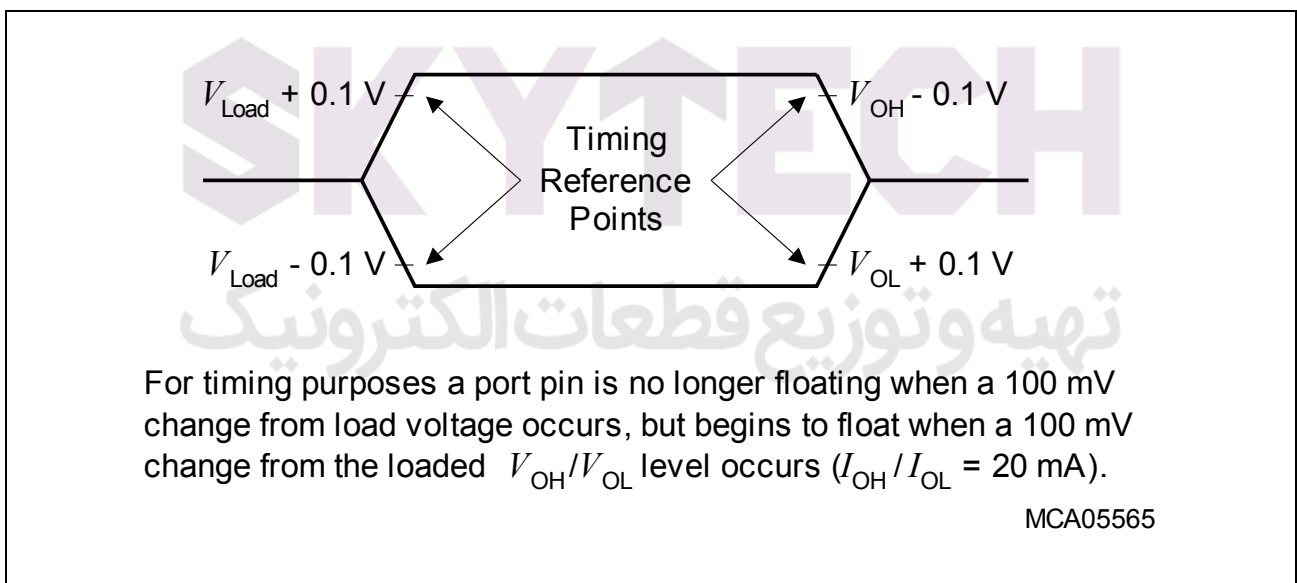 SKYTECH
V_Load + 0.1 V
V_OH - 0.1 V
Timing
Reference
Points
V_Load - 0.1 V
V_OL + 0.1 V
تهیه و توزیع قطعات الکترونیک
For timing purposes a port pin is no longer floating when a 100 mV
change from load voltage occurs, but begins to float when a 100 mV
change from the loaded V_OH/V_OL level occurs (I_OH/I_OL = 20 mA).
MCA05565